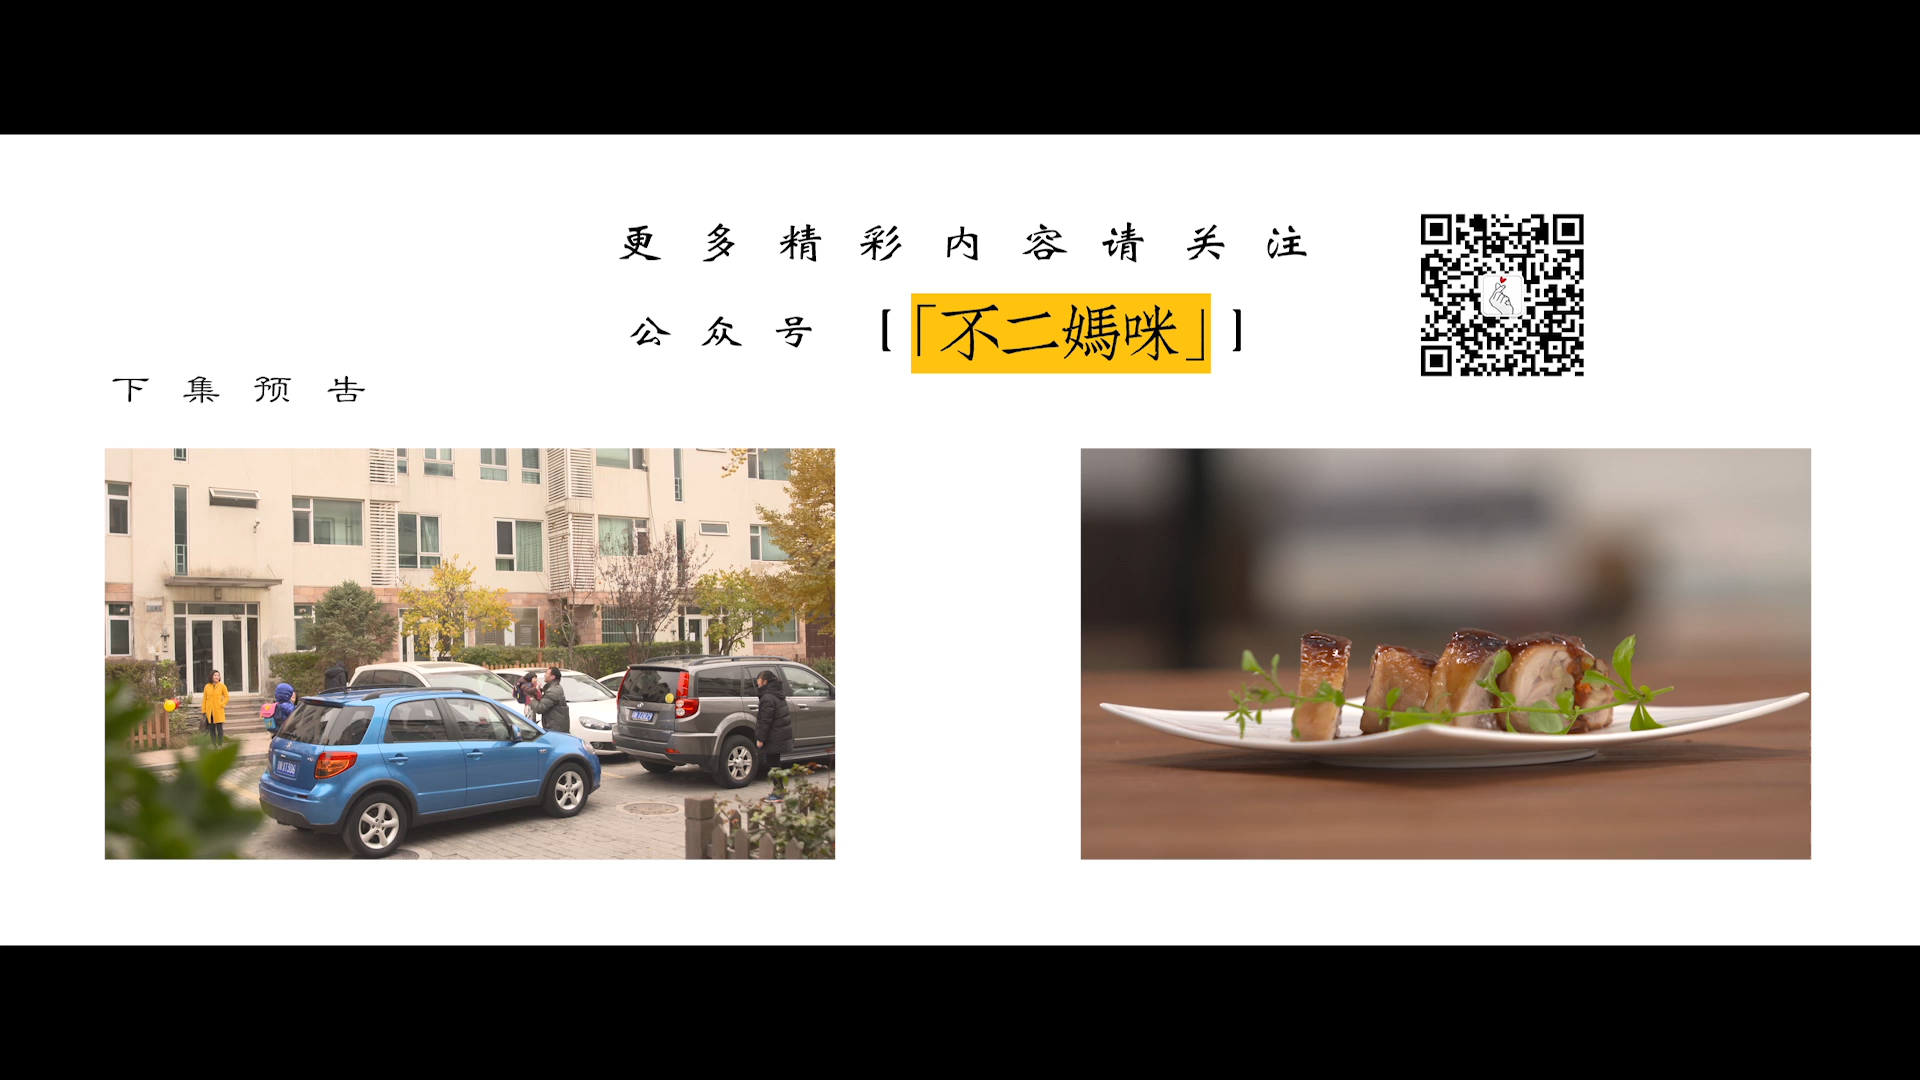 更多精彩内容请关注
公众号【「不二媽咪」】
下集预告